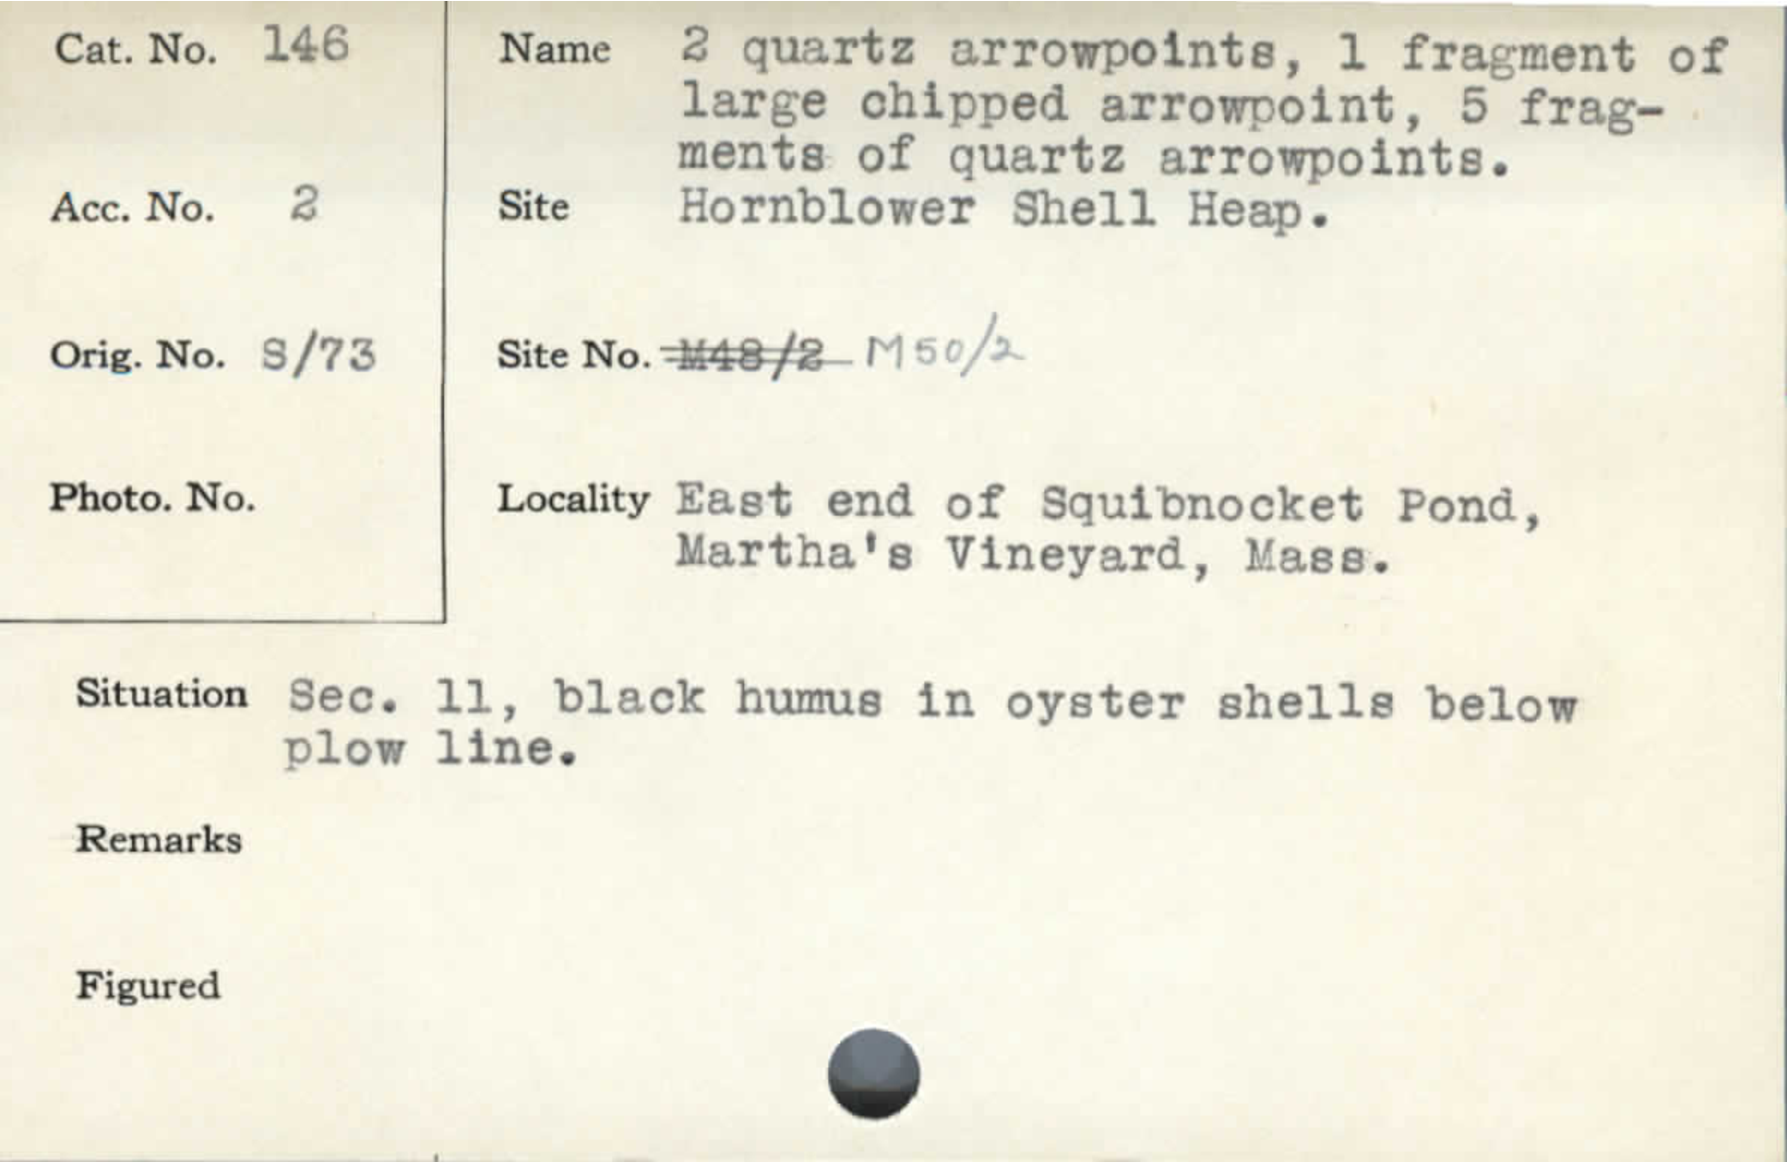 Cat. No. 146
Name 2 quartz arrowpoints, 1 fragment of
large chipped arrowpoint, 5 frag-
ments of quartz arrowpoints.
Acc. No. 2
Site Hornblower Shell Heap.
Orig. No. S/73
Site No. M48/2 M50/2
Photo. No.
Locality East end of Squibnocket Pond,
Martha's Vineyard, Mass.
Situation Sec. 11, black humus in oyster shells below
plow line.
Remarks
Figured